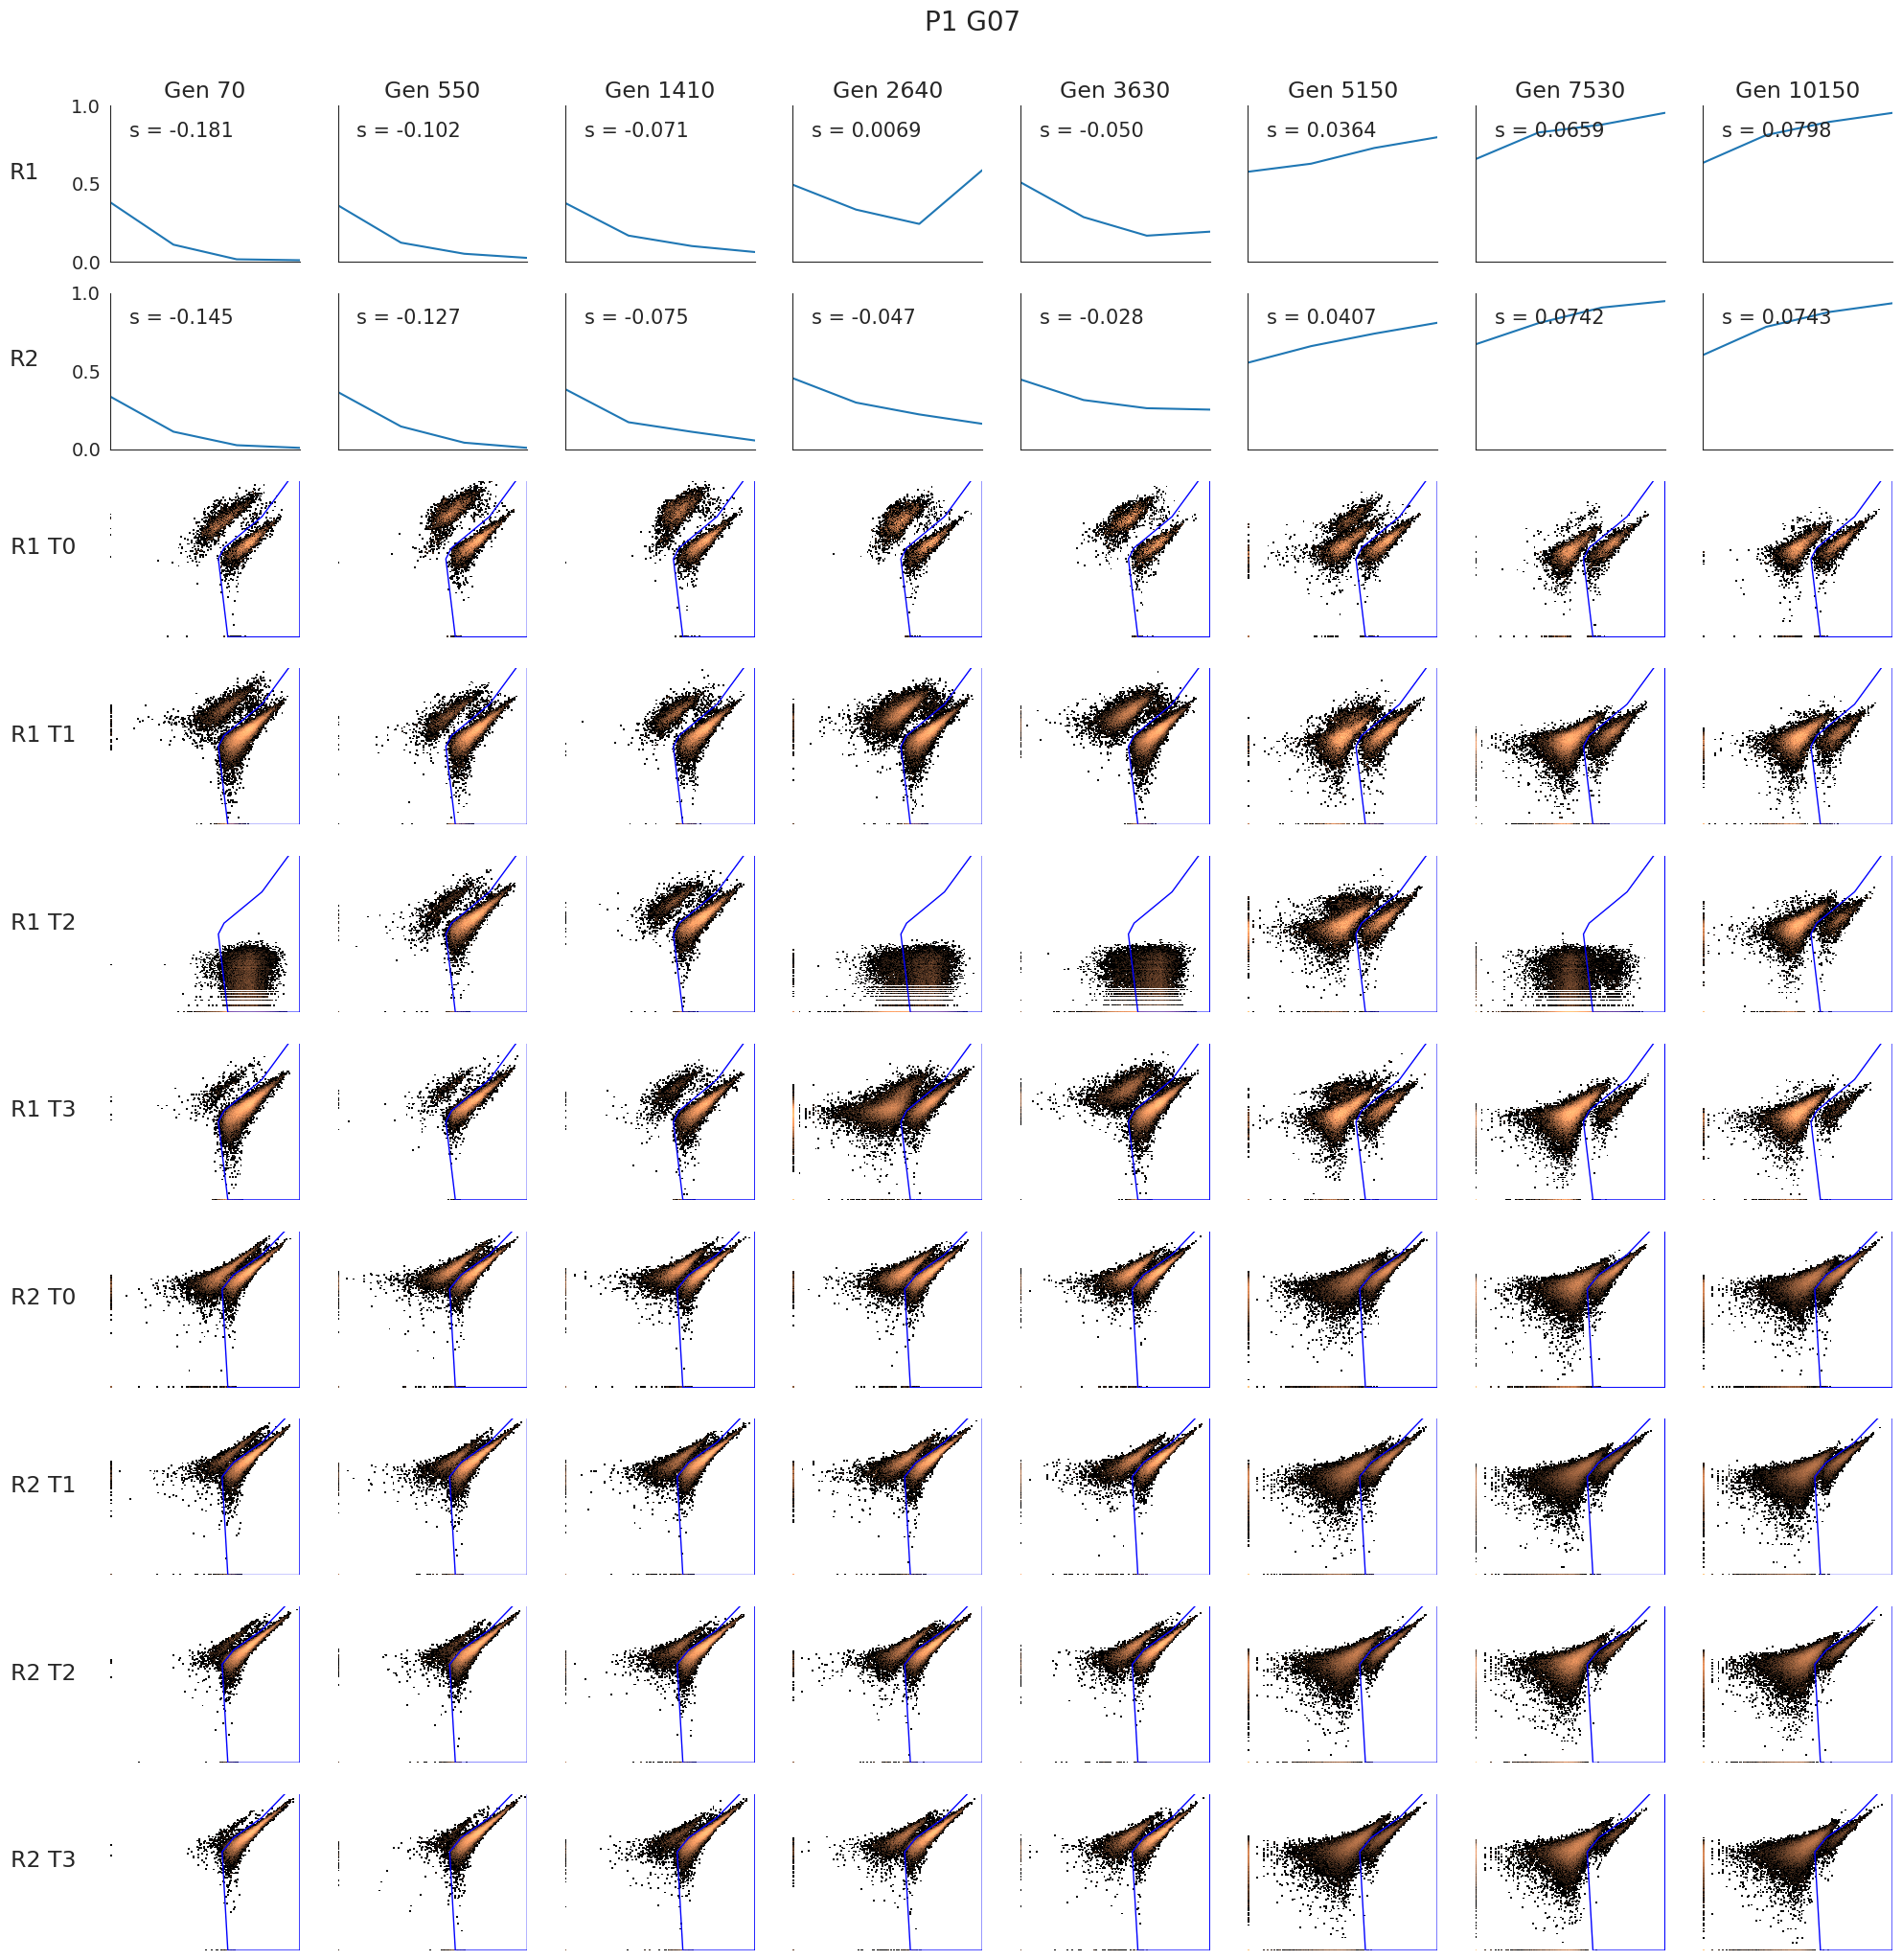 P1 G07
Gen 70 Gen 550 Gen 1410 Gen 2640 Gen 3630 Gen 5150 Gen 7530 Gen 10150
R1 1.0 0.5 0.0 s = -0.181 s = -0.102 s = -0.071 s = 0.0069 s = -0.050 s = 0.0364 s = 0.0659 s = 0.0798
R2 1.0 0.5 0.0 s = -0.145 s = -0.127 s = -0.075 s = -0.047 s = -0.028 s = 0.0407 s = 0.0742 s = 0.0743
R1 T0
R1 T1
R1 T2
R1 T3
R2 T0
R2 T1
R2 T2
R2 T3